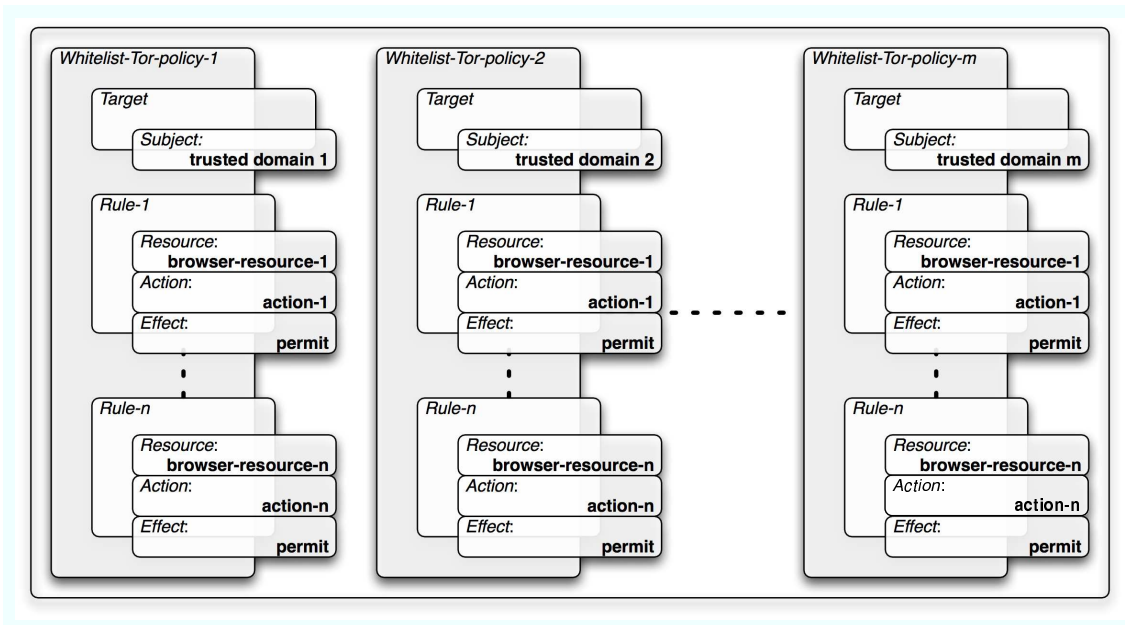 Whitelist-Tor-policy-1
Target
Subject:
trusted domain 1
Rule-1
Resource:
browser-resource-1
Action:
action-1
Effect:
permit
Rule-n
Resource:
browser-resource-n
Action:
action-n
Effect:
permit
Whitelist-Tor-policy-2
Target
Subject:
trusted domain 2
Rule-1
Resource:
browser-resource-1
Action:
action-1
Effect:
permit
Rule-n
Resource:
browser-resource-n
Action:
action-n
Effect:
permit
Whitelist-Tor-policy-m
Target
Subject:
trusted domain m
Rule-1
Resource:
browser-resource-1
Action:
action-1
Effect:
permit
Rule-n
Resource:
browser-resource-n
Action:
action-n
Effect:
permit